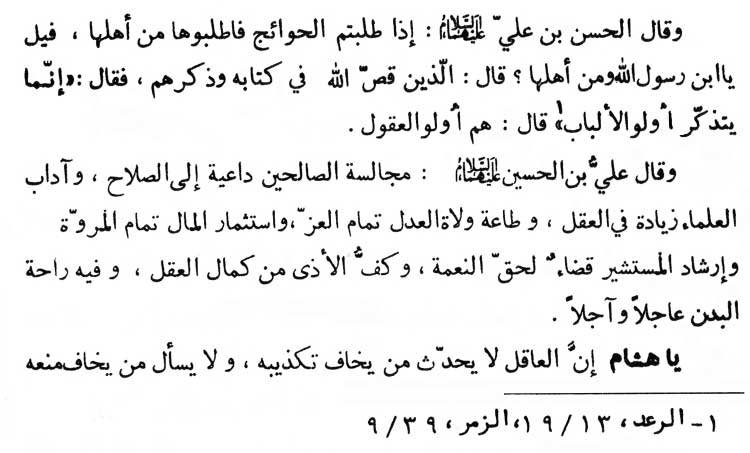 وقال الحسن بن عليّ عليهما السلام : إذا طلبتم الحوائج فاطلبوها من أهلها ، فيل
ياابن رسول الله ومن أهلها ؟ قال : الّذين قصّ الله في كتابه وذكرهم ، فقال : «إنّما
يتذكّر اُولو الألباب¹» قال : هم اُولو العقول .
وقال عليُّ بن الحسين عليهما السلام : مجالسة الصالحين داعية إلى الصلاح ، وآداب
العلماء زيادة في العقل ، و طاعة ولاة العدل تمام العزّ، واستثمار المال تمام المروّة
وإرشاد المستشير قضاءٌ لحقّ النعمة ، وكفُّ الأذى من كمال العقل ، و فيه راحة
البدن عاجلاً وآجلاً .
يا هشام إنَّ العاقل لا يحدّث من يخاف تكذيبه ، و لا يسأل من يخاف منعه
١ - الرعد، ١٣ / ١٩، الزمر، ٣٩ / ٩